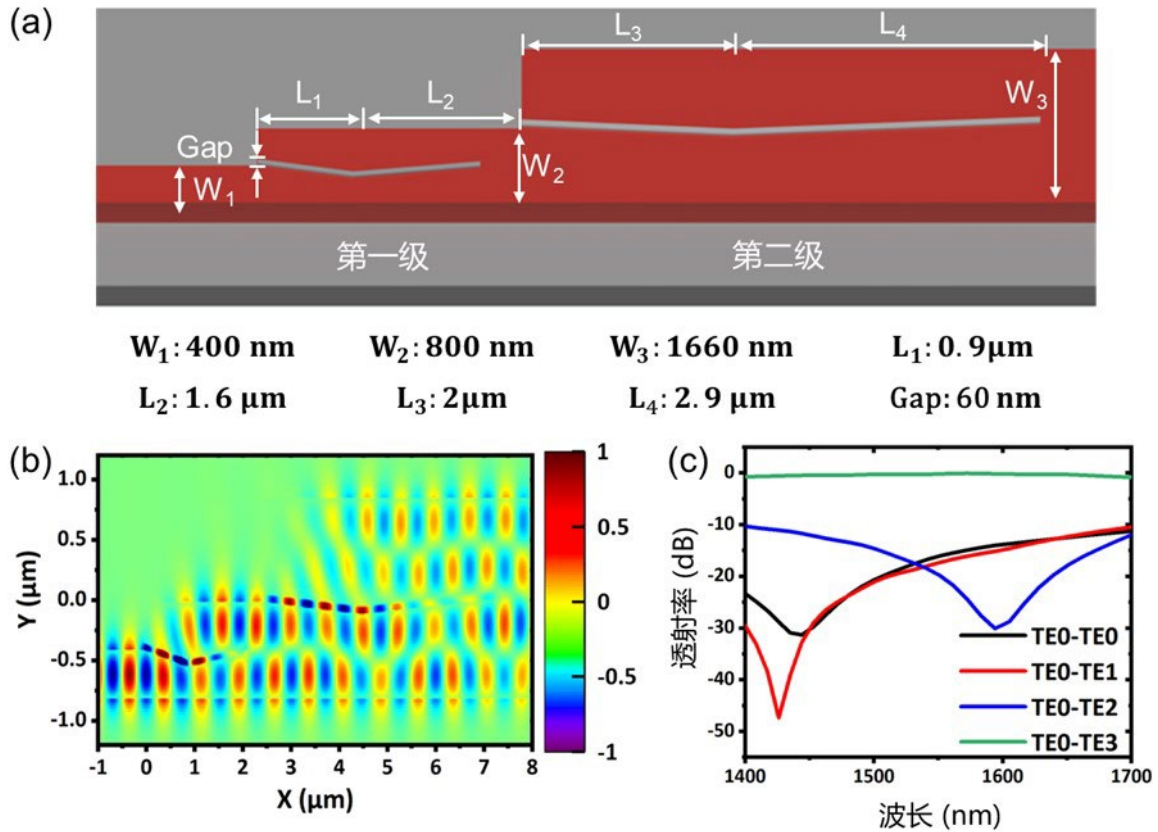 (a)
L₃
L₄
L₁
L₂
W₃
Gap
W₂
W₁
第一级
第二级
W₁: 400 nm
W₂: 800 nm
W₃: 1660 nm
L₁: 0.9μm
L₂: 1.6 μm
L₃: 2μm
L₄: 2.9 μm
Gap: 60 nm
(b)
1.0
0.5
0.0
-0.5
-1.0
Y (μm)
-1 0 1 2 3 4 5 6 7 8
X (μm)
1
0.5
0
-0.5
-1
(c)
0
-10
-20
-30
-40
-50
透射率 (dB)
TE0-TE0
TE0-TE1
TE0-TE2
TE0-TE3
1400 1500 1600 1700
波长 (nm)